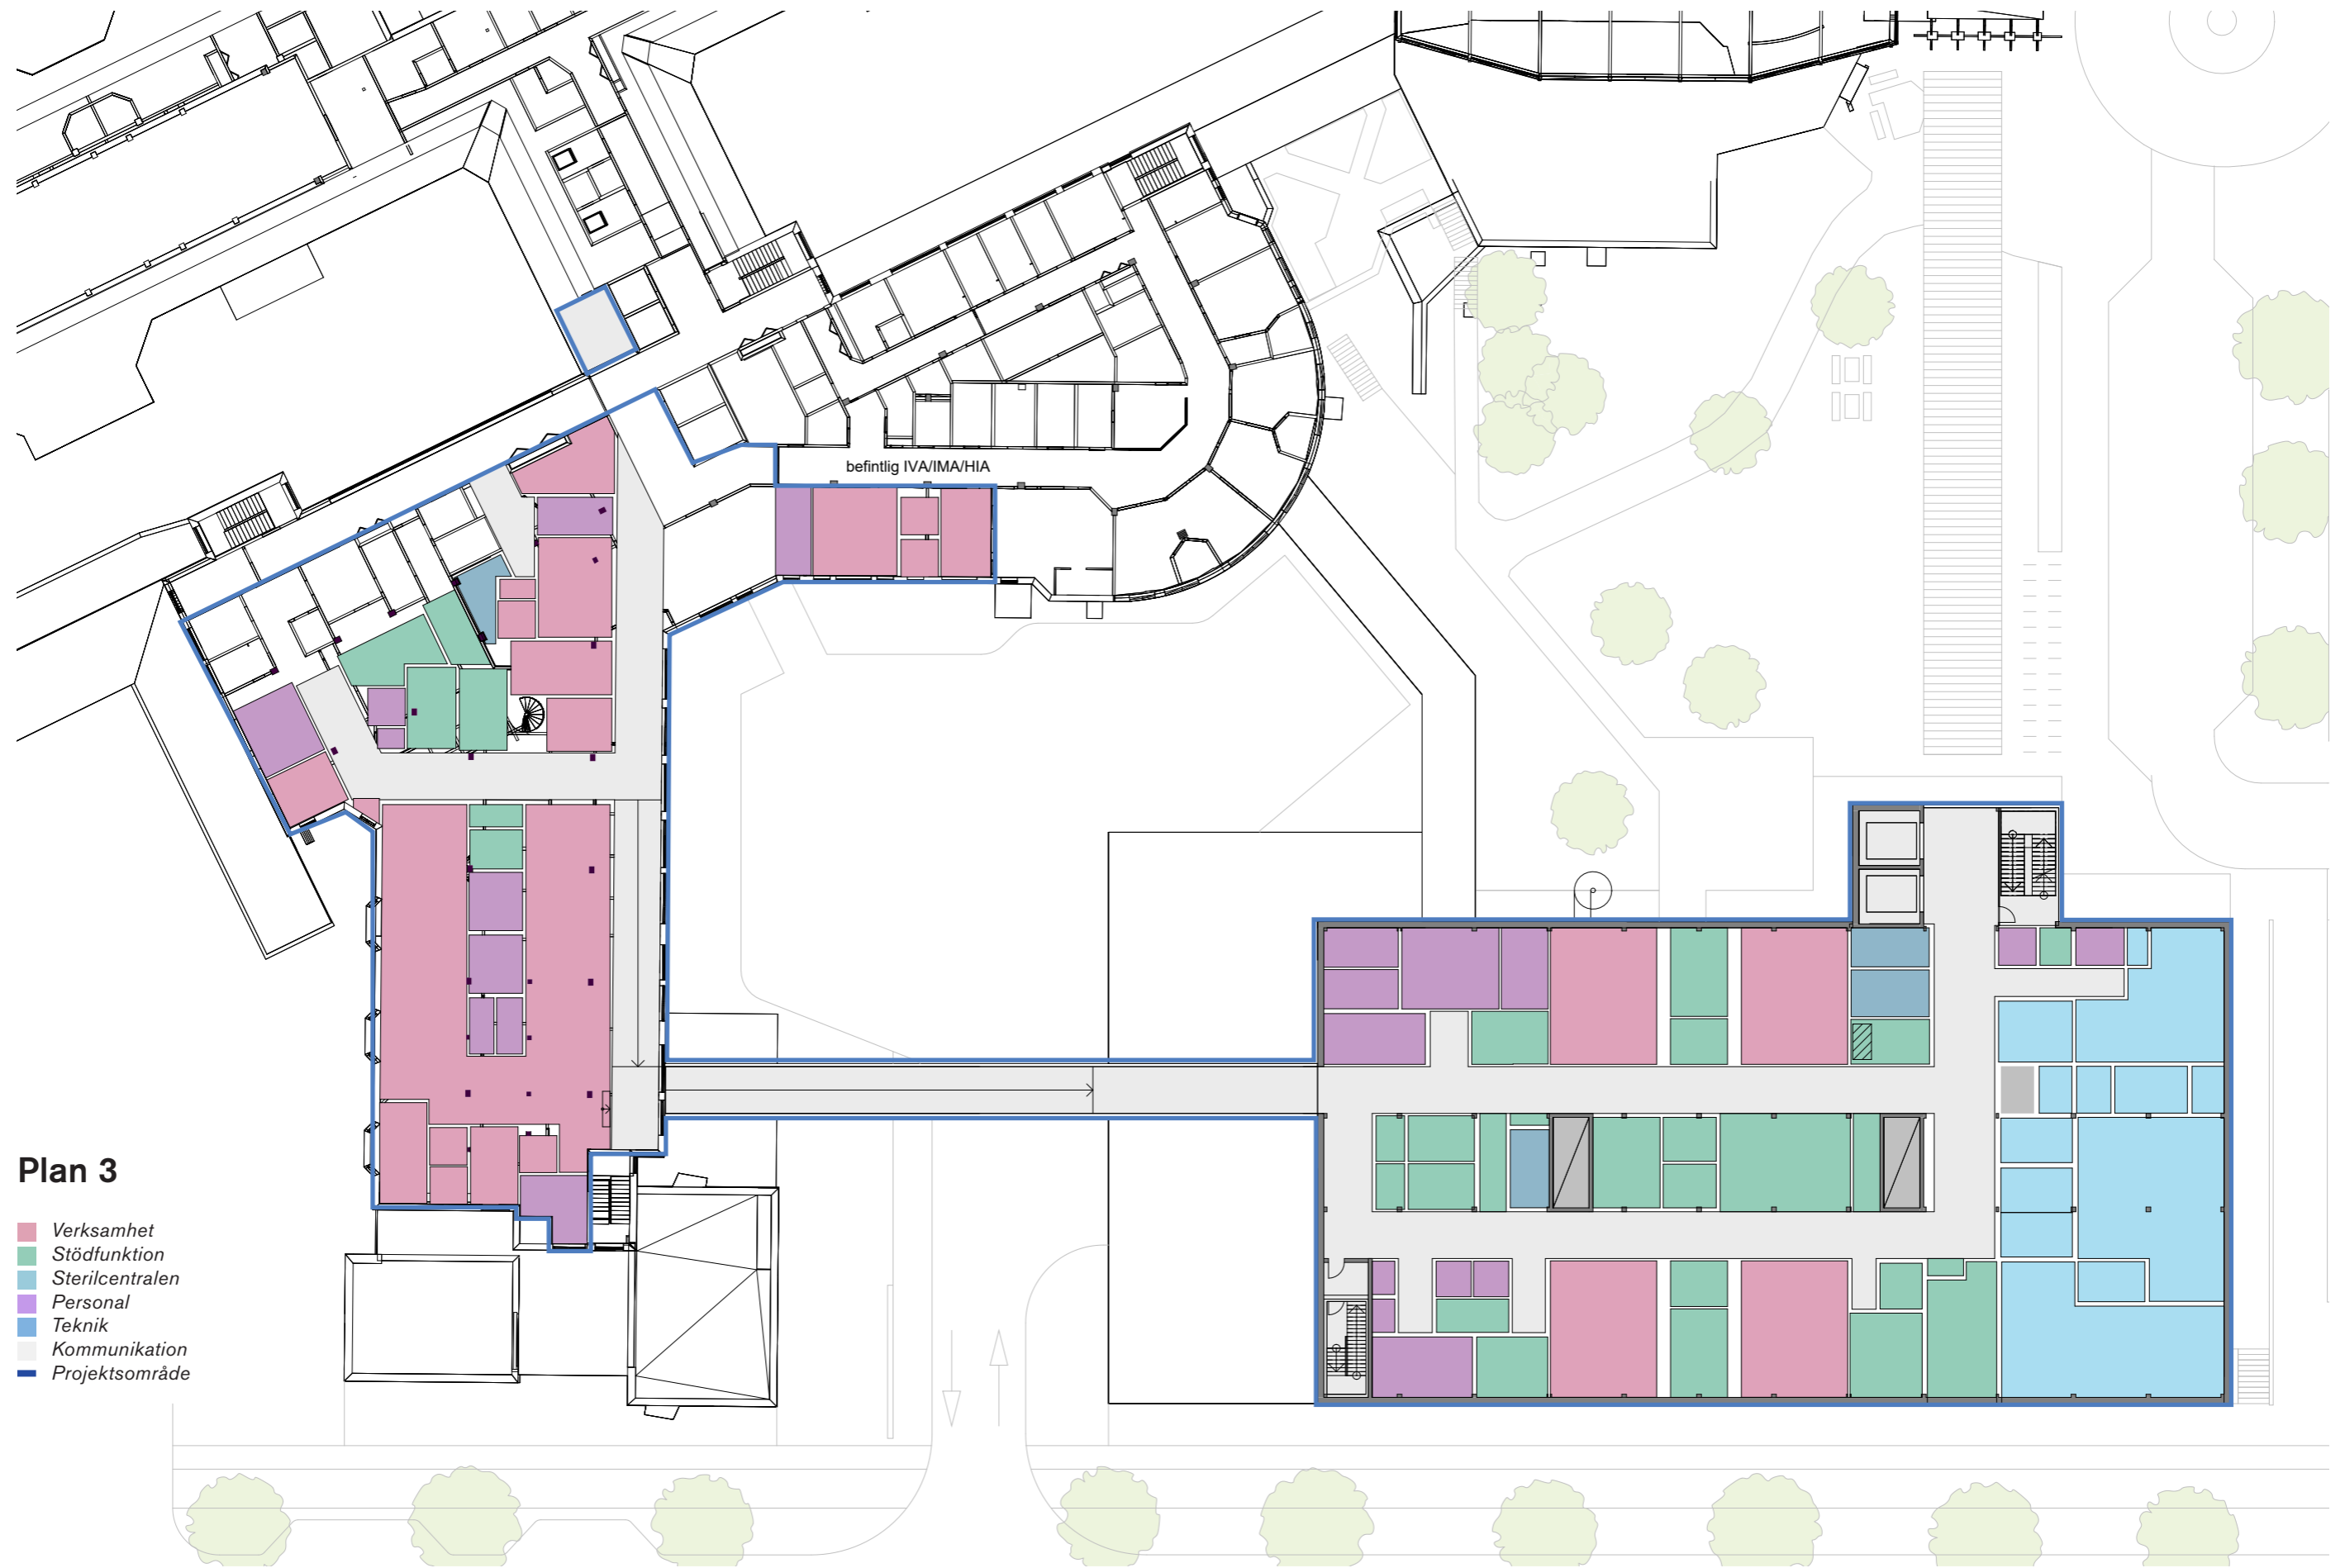 befintlig IVA/IMA/HIA
Plan 3
Verksamhet
Stödfunktion
Sterilcentralen
Personal
Teknik
Kommunikation
Projektsområde